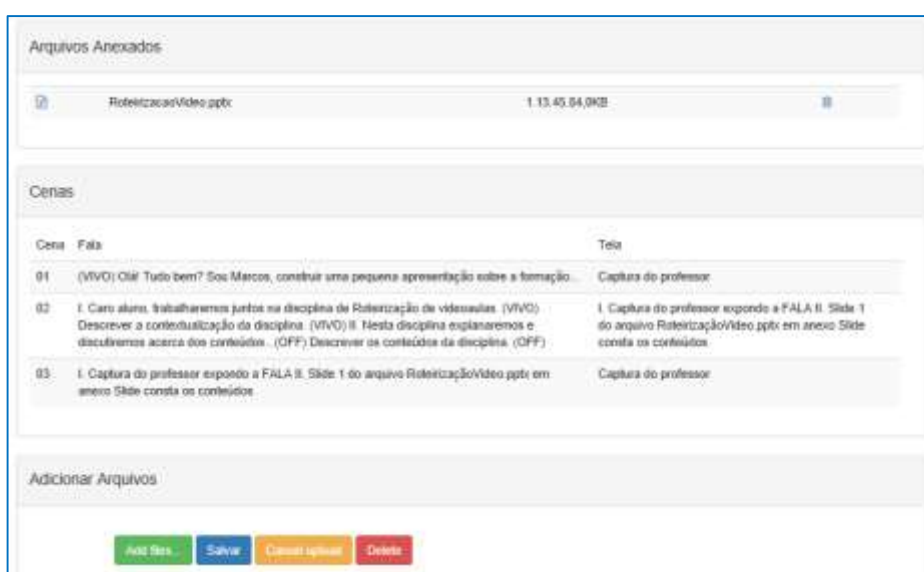 Arquivos Anexados
RoteirizacaoVideo.pptx 1.13.45.84,0KB
Cenas
Cena Fala Tela
01 (VIVO) Olá! Tudo bem? Sou Marcos, construir uma pequena apresentação sobre a formação... Captura do professor
02 I. Caro aluno, trabalharemos juntos na disciplina de Roteirização de videoaulas. (VIVO) I. Captura do professor expondo a FALA II. Slide 1
Descrever a contextualização da disciplina. (VIVO) II. Nesta disciplina explanaremos e do arquivo RoteirizaçãoVideo.pptx em anexo Slide
discutiremos acerca dos conteúdos... (OFF) Descrever os conteúdos da disciplina. (OFF) consta os conteúdos
03 I. Captura do professor expondo a FALA II. Slide 1 do arquivo RoteirizaçãoVideo.pptx em Captura do professor
anexo Slide consta os conteúdos
Adicionar Arquivos
Add files... Salvar Cancel upload Delete